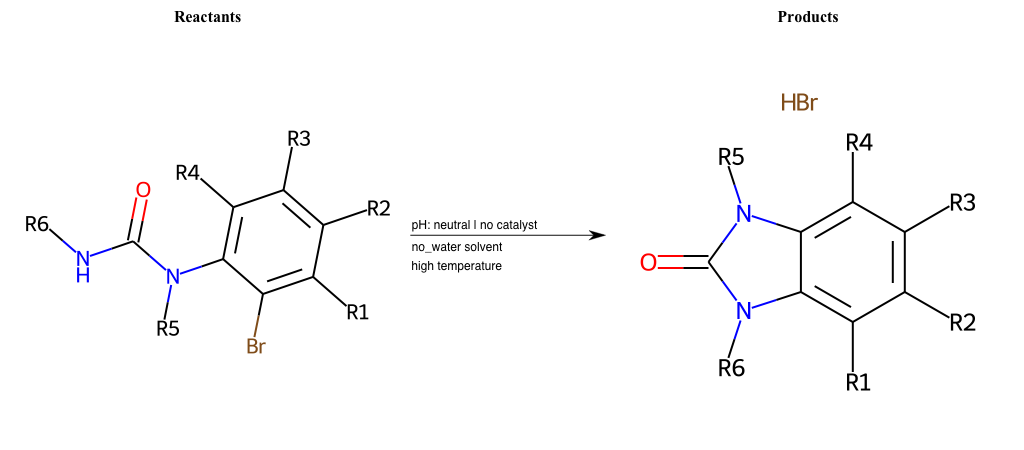 Reactants
Products
HBr
R3
R4
R5
R4
O
R2
R3
R6
N
pH: neutral | no catalyst
N
H
N
no_water solvent
O
high temperature
R1
R5
N
R2
Br
R6
R1